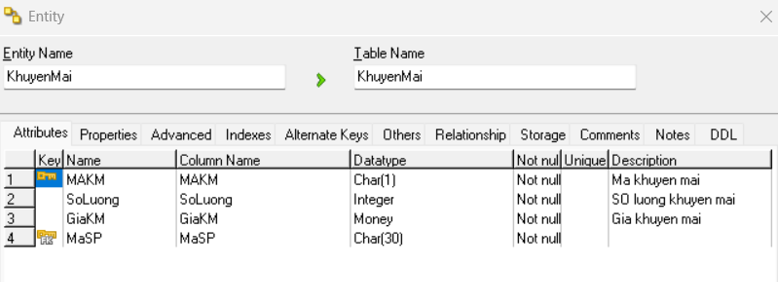 Entity
Entity Name Table Name
KhuyenMai KhuyenMai
Attributes Properties Advanced Indexes Alternate Keys Others Relationship Storage Comments Notes DDL
Key Name Column Name Datatype Not nul Unique Description
1 MAKM MAKM Char(1) Not null Ma khuyen mai
2 SoLuong SoLuong Integer Not null SO luong khuyen mai
3 GiaKM GiaKM Money Not null Gia khuyen mai
4 FK MaSP MaSP Char(30) Not null